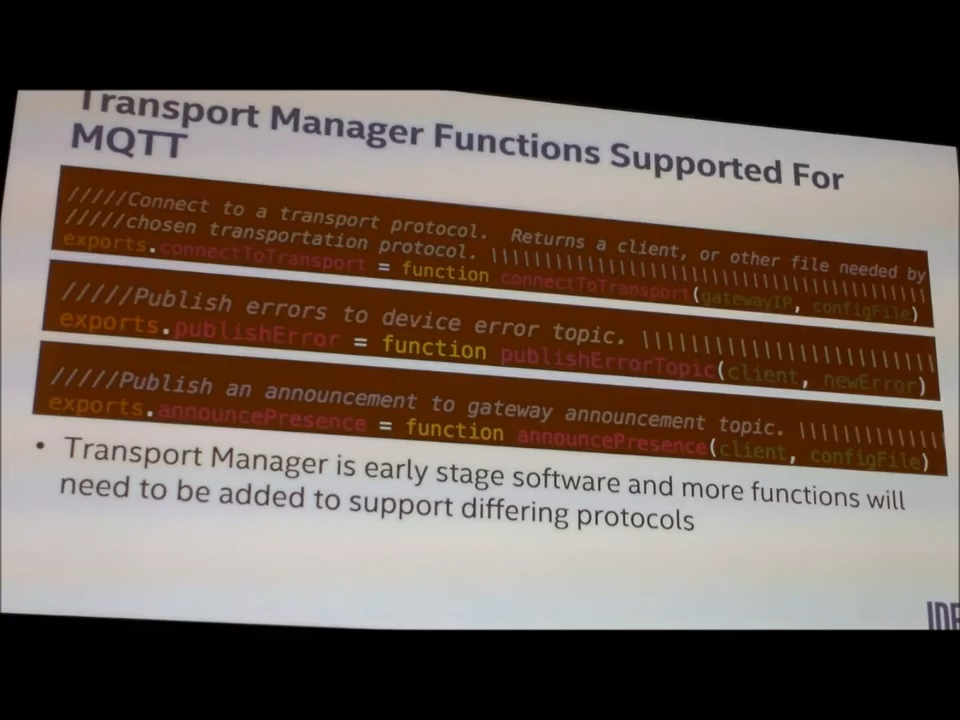 Transport Manager Functions Supported For
MQTT
/////Connect to a transport protocol. Returns a client, or other file needed by
/////chosen transportation protocol. \\\\\\\\\\\\\\\\\\\\\\\\\\\\\\\\\\\\\
exports.connectToTransport = function connectToTransport(gatewayIP, configFile)
/////Publish errors to device error topic. \\\\\\\\\\\\\\\\\\\\\\\\\
exports.publishError = function publishErrorTopic(client, newError)
/////Publish an announcement to gateway announcement topic. \\\\\\\\\\\\\
exports.announcePresence = function announcePresence(client, configFile)
• Transport Manager is early stage software and more functions will
need to be added to support differing protocols